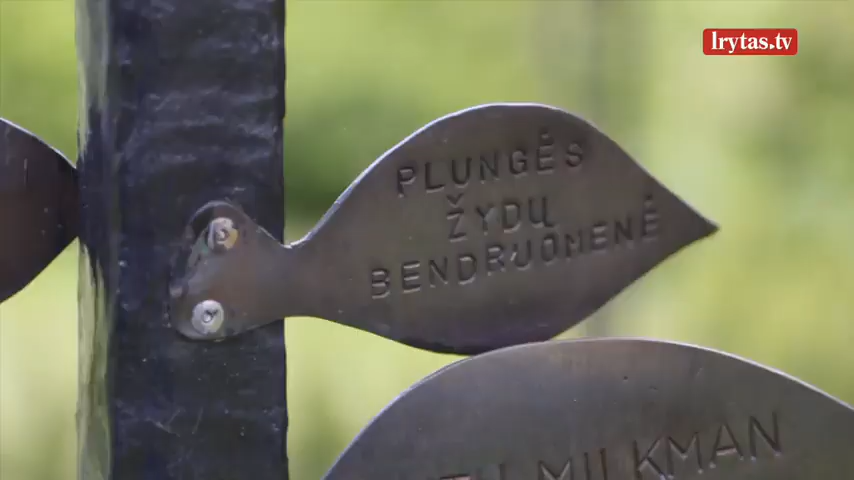 lrytas.tv
PLUNGĖS
ŽYDŲ
BENDRUOMENĖ
MILKMAN